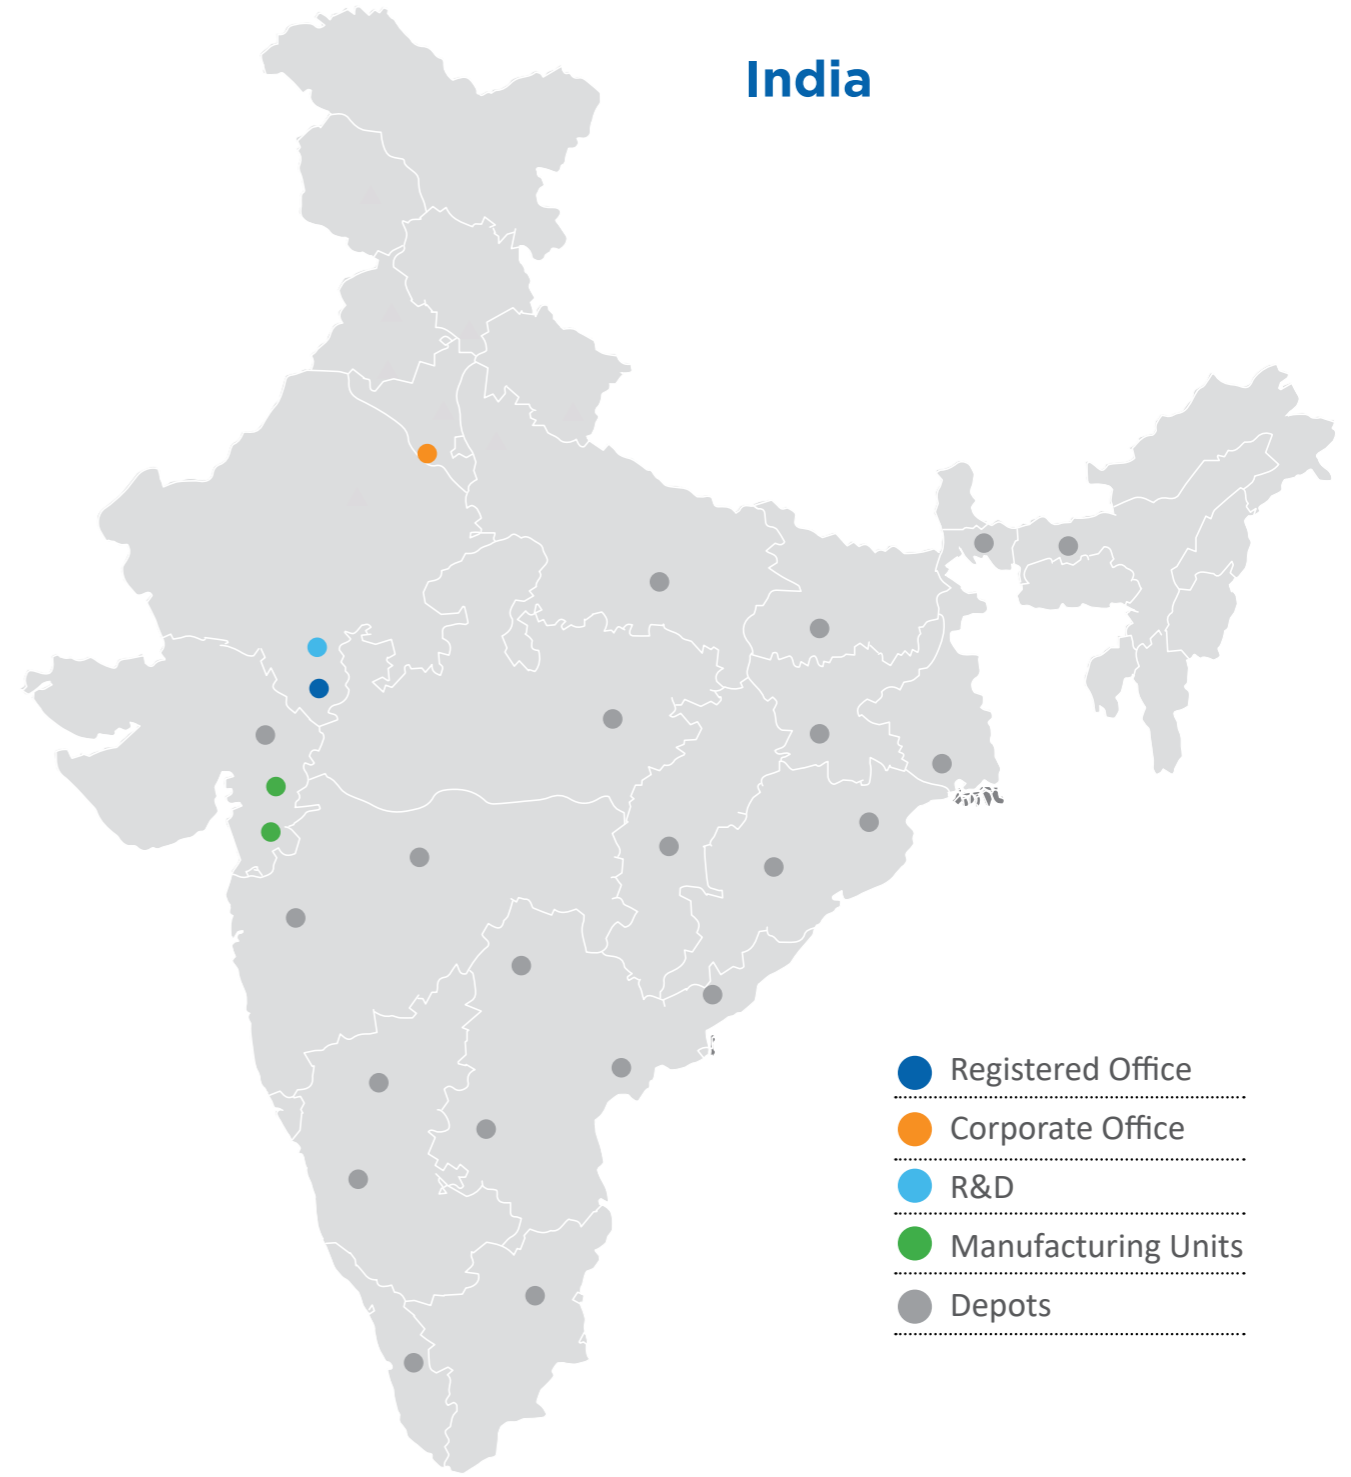 India
Registered Office
Corporate Office
R&D
Manufacturing Units
Depots